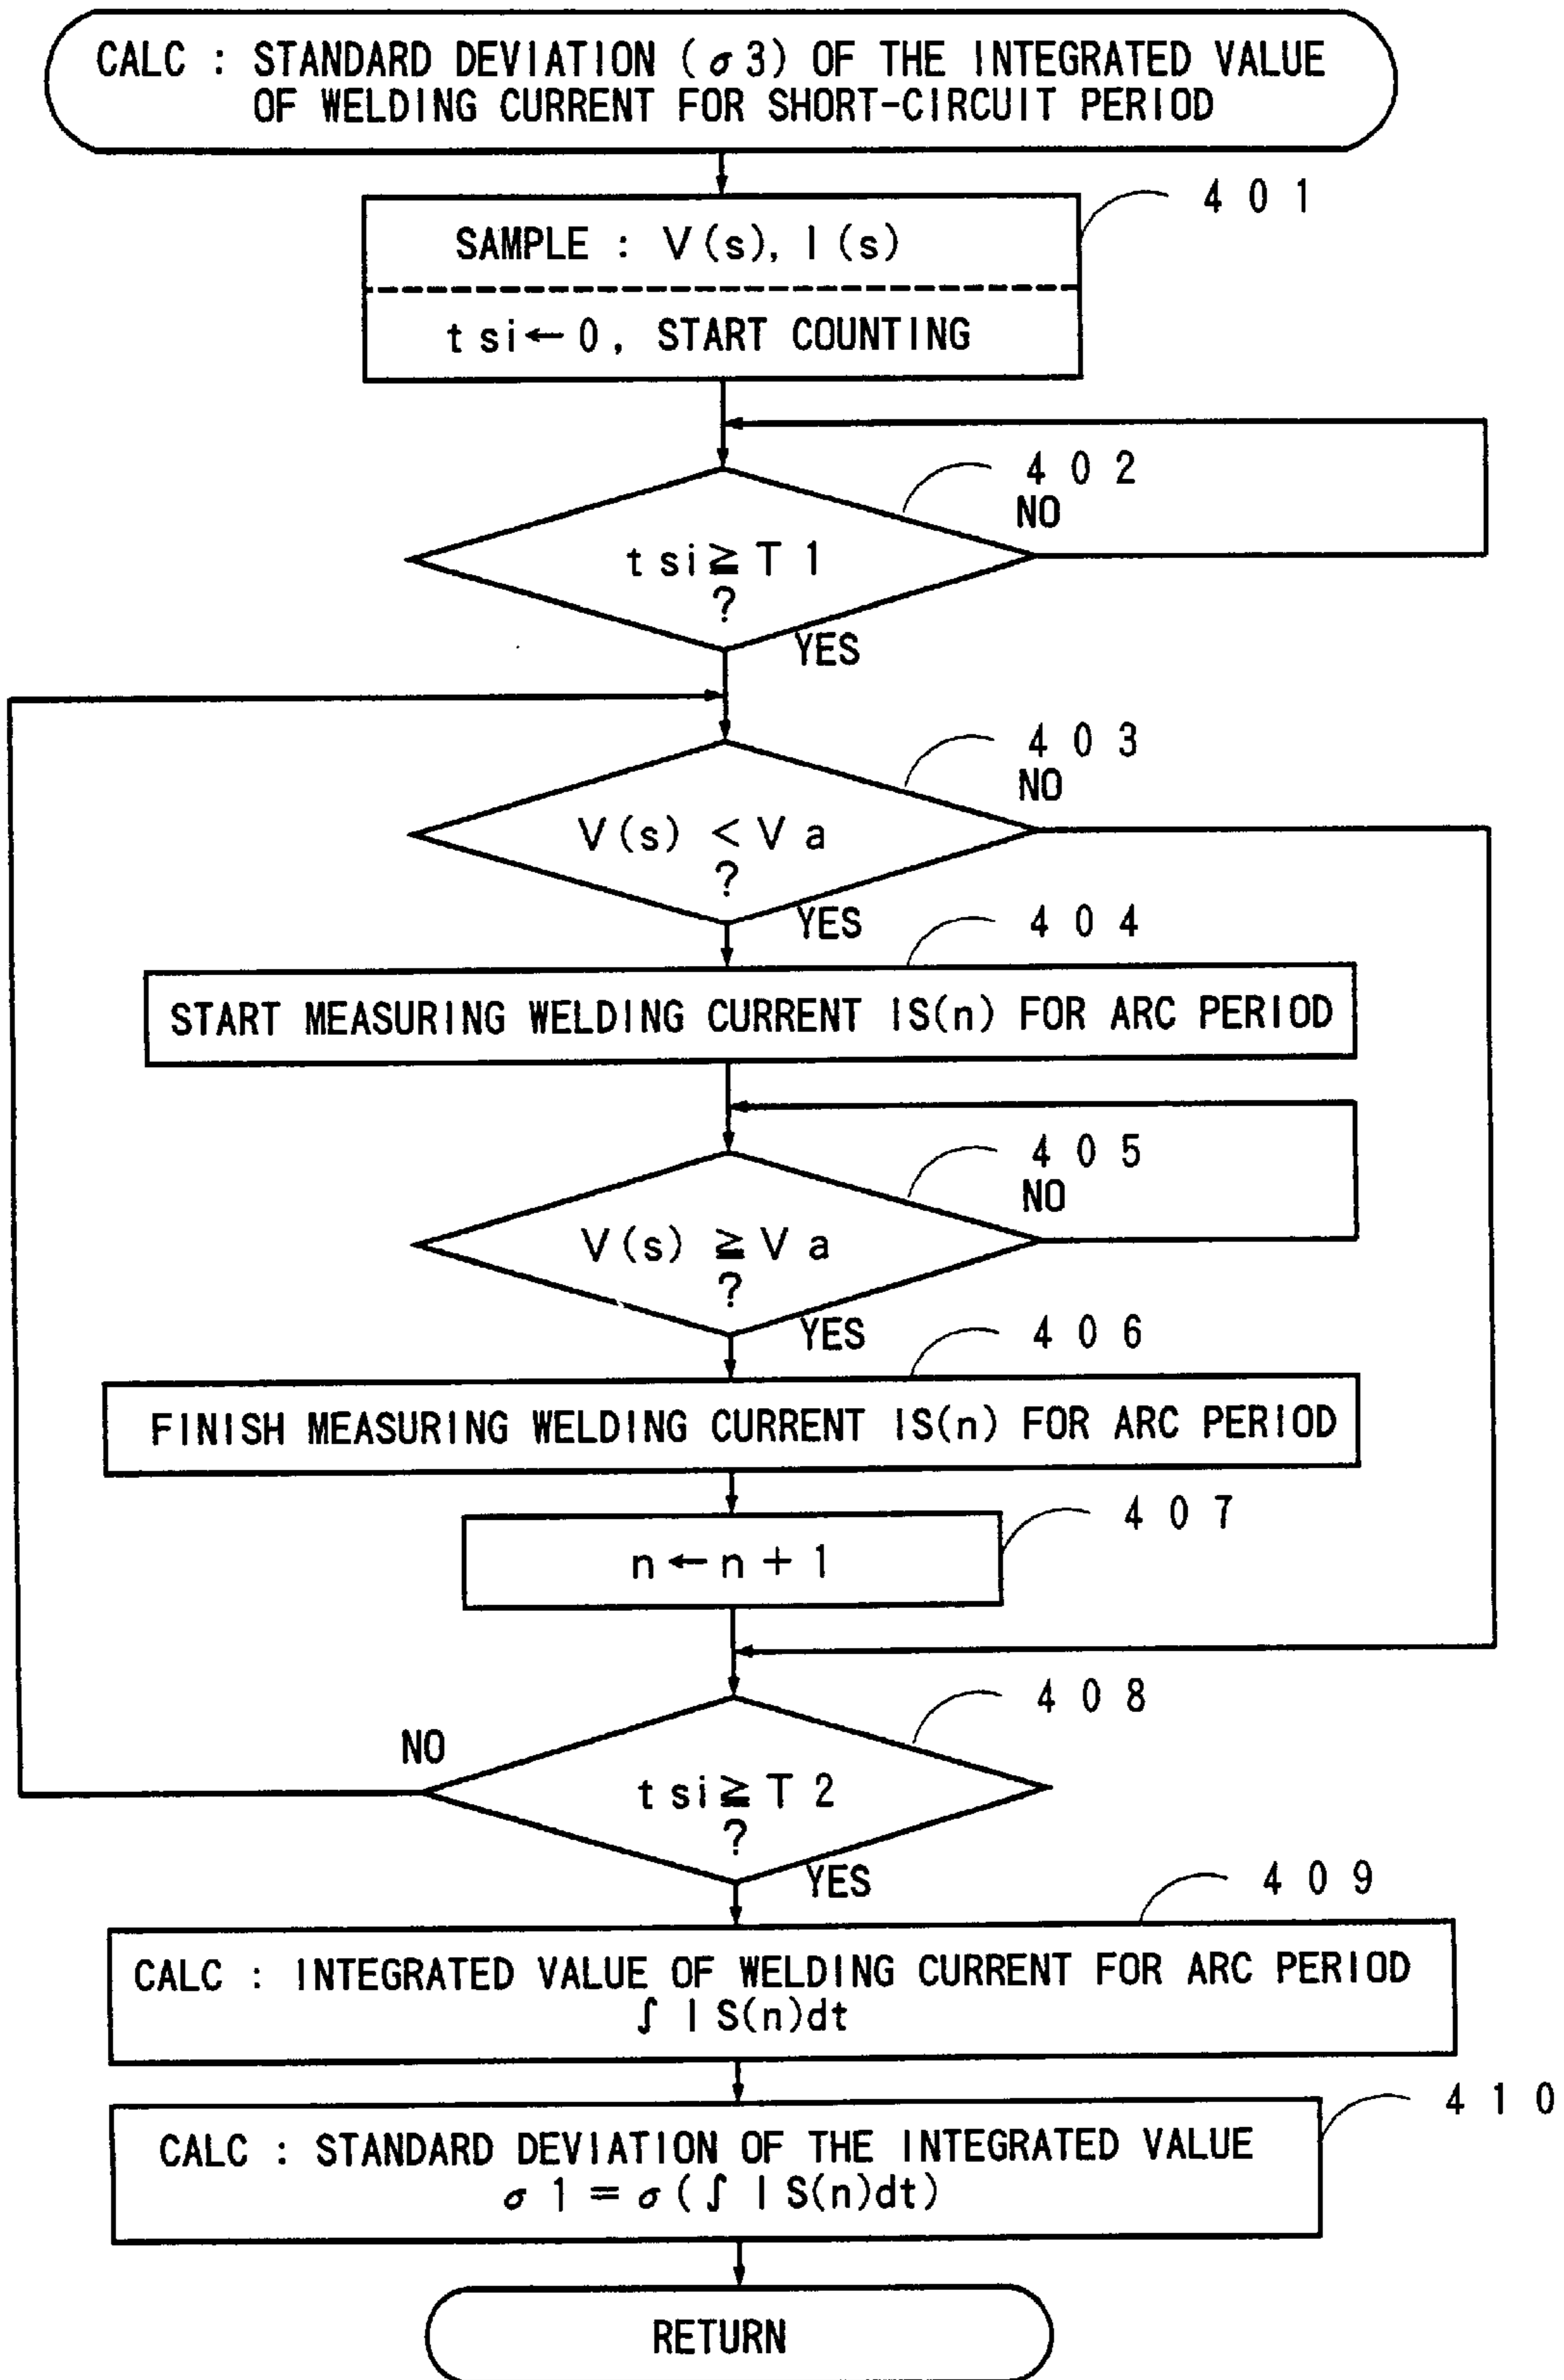 CALC : STANDARD DEVIATION (σ3) OF THE INTEGRATED VALUE
OF WELDING CURRENT FOR SHORT-CIRCUIT PERIOD
401
SAMPLE : V(s), I(s)
tsi←0, START COUNTING
402
NO
tsi≧T1
?
YES
403
NO
V(s) < Va
?
YES
404
START MEASURING WELDING CURRENT IS(n) FOR ARC PERIOD
405
NO
V(s) ≧ Va
?
YES
406
FINISH MEASURING WELDING CURRENT IS(n) FOR ARC PERIOD
407
n←n+1
408
NO
tsi≧T2
?
YES
409
CALC : INTEGRATED VALUE OF WELDING CURRENT FOR ARC PERIOD
∫ IS(n)dt
410
CALC : STANDARD DEVIATION OF THE INTEGRATED VALUE
σ1=σ(∫ IS(n)dt)
RETURN